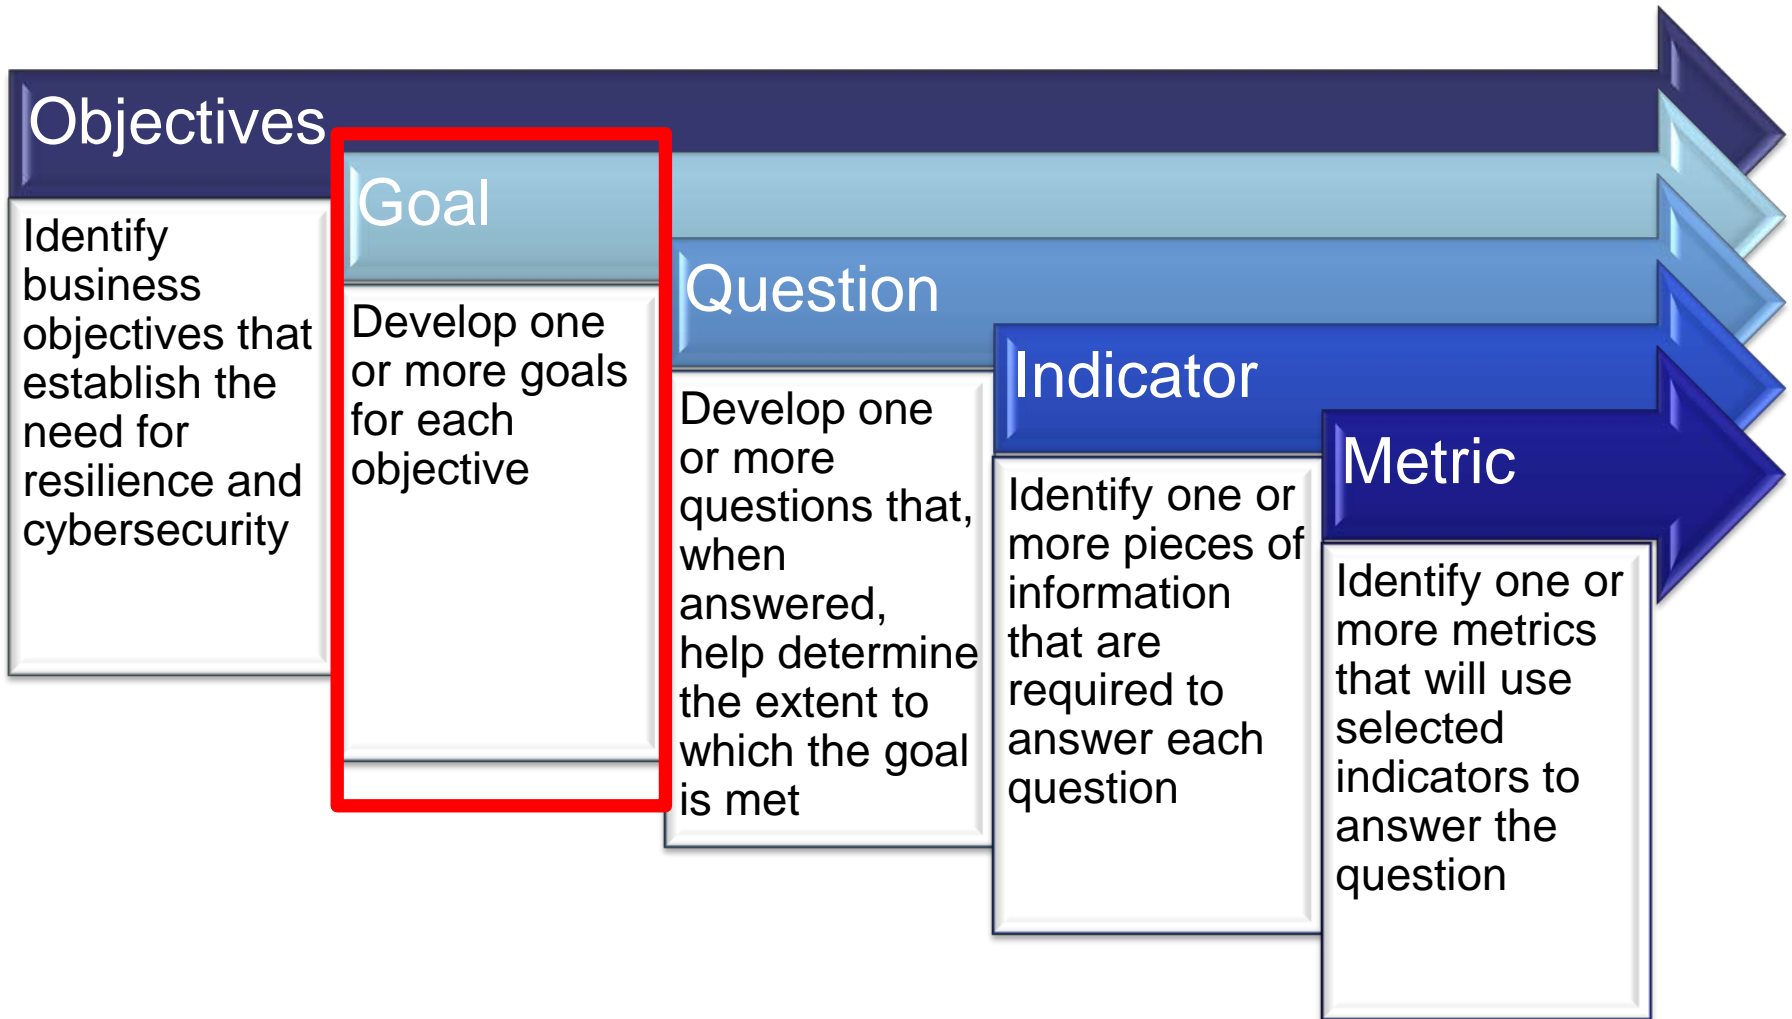 Objectives
Identify
business
objectives that
establish the
need for
resilience and
cybersecurity
Goal
Develop one
or more goals
for each
objective
Question
Develop one
or more
questions that,
when
answered,
help determine
the extent to
which the goal
is met
Indicator
Identify one or
more pieces of
information
that are
required to
answer each
question
Metric
Identify one or
more metrics
that will use
selected
indicators to
answer the
question